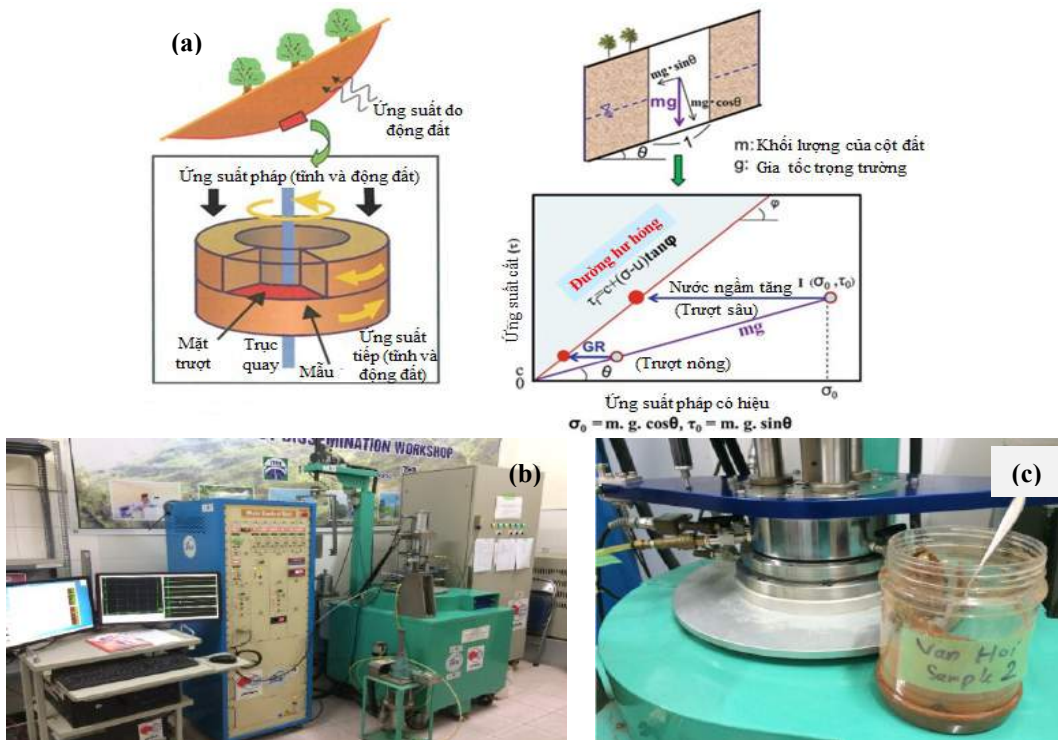 (a)
Ứng suất do
động đất
Ứng suất pháp (tĩnh và động đất)
Mặt
trượt
Trục
quay
Mẫu
Ứng suất
tiếp (tĩnh và
động đất)
mg·sinθ
mg
mg·cosθ
θ
1
m: Khối lượng của cột đất
g: Gia tốc trọng trường
Ứng suất cắt (τ)
Đường hư hỏng
τf=c+(σ-u)tanφ
φ
Nước ngầm tăng
I (σ₀ ,τ₀)
(Trượt sâu)
mg
GR
(Trượt nông)
θ
c
0
σ₀
Ứng suất pháp có hiệu
σ₀ = m. g. cosθ, τ₀ = m. g. sinθ
DISSEMINATION WORKSHOP
(b)
(c)
Van Hoi
Sample 2